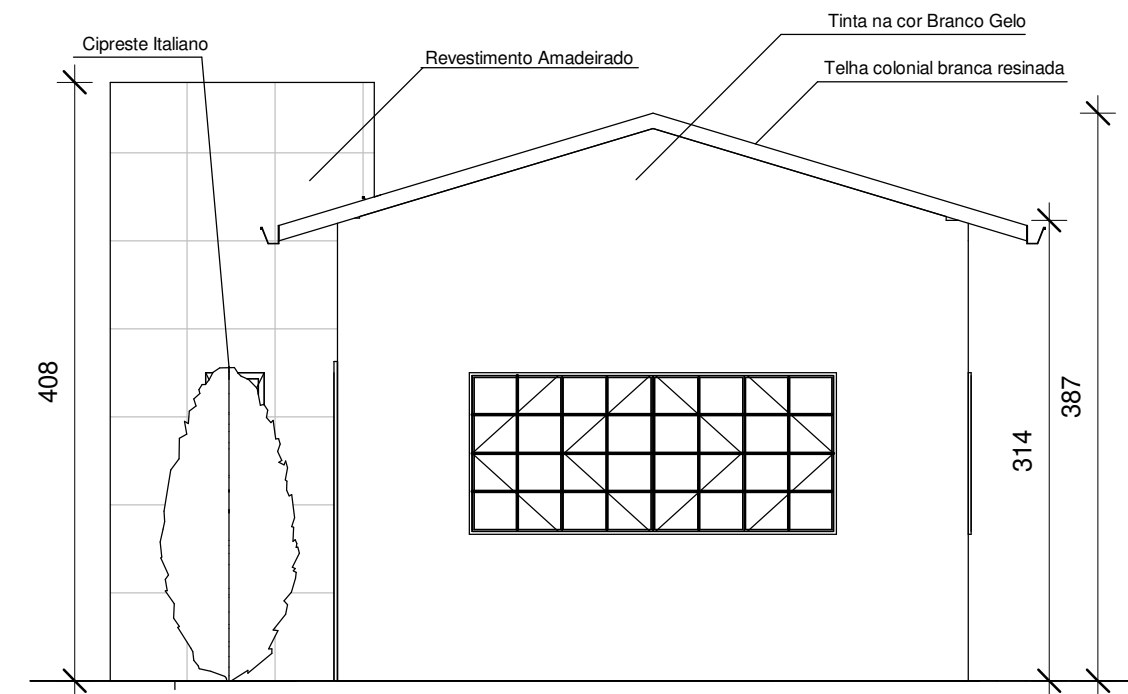 Tinta na cor Branco Gelo
Cipreste Italiano
Revestimento Amadeirado
Telha colonial branca resinada
408
387
314